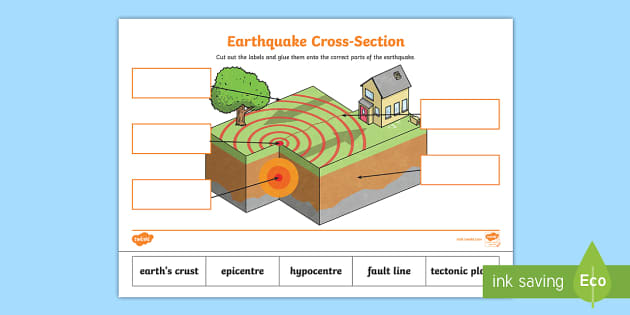 Earthquake Cross-Section
Cut out the labels and glue them onto the correct parts of the earthquake.
twinkl
earth's crust
epicentre
hypocentre
fault line
tectonic
ink saving
Eco